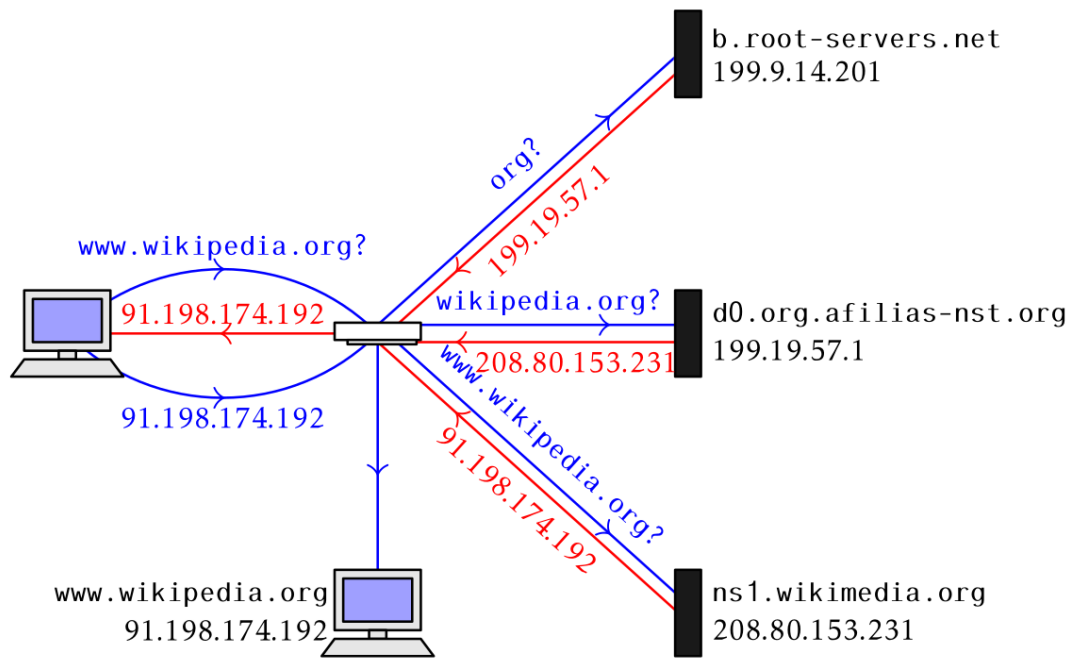 b.root-servers.net
199.9.14.201
org?
199.19.57.1
www.wikipedia.org?
91.198.174.192
wikipedia.org?
d0.org.afilias-nst.org
199.19.57.1
208.80.153.231
91.198.174.192
www.wikipedia.org?
91.198.174.192
www.wikipedia.org
91.198.174.192
ns1.wikimedia.org
208.80.153.231